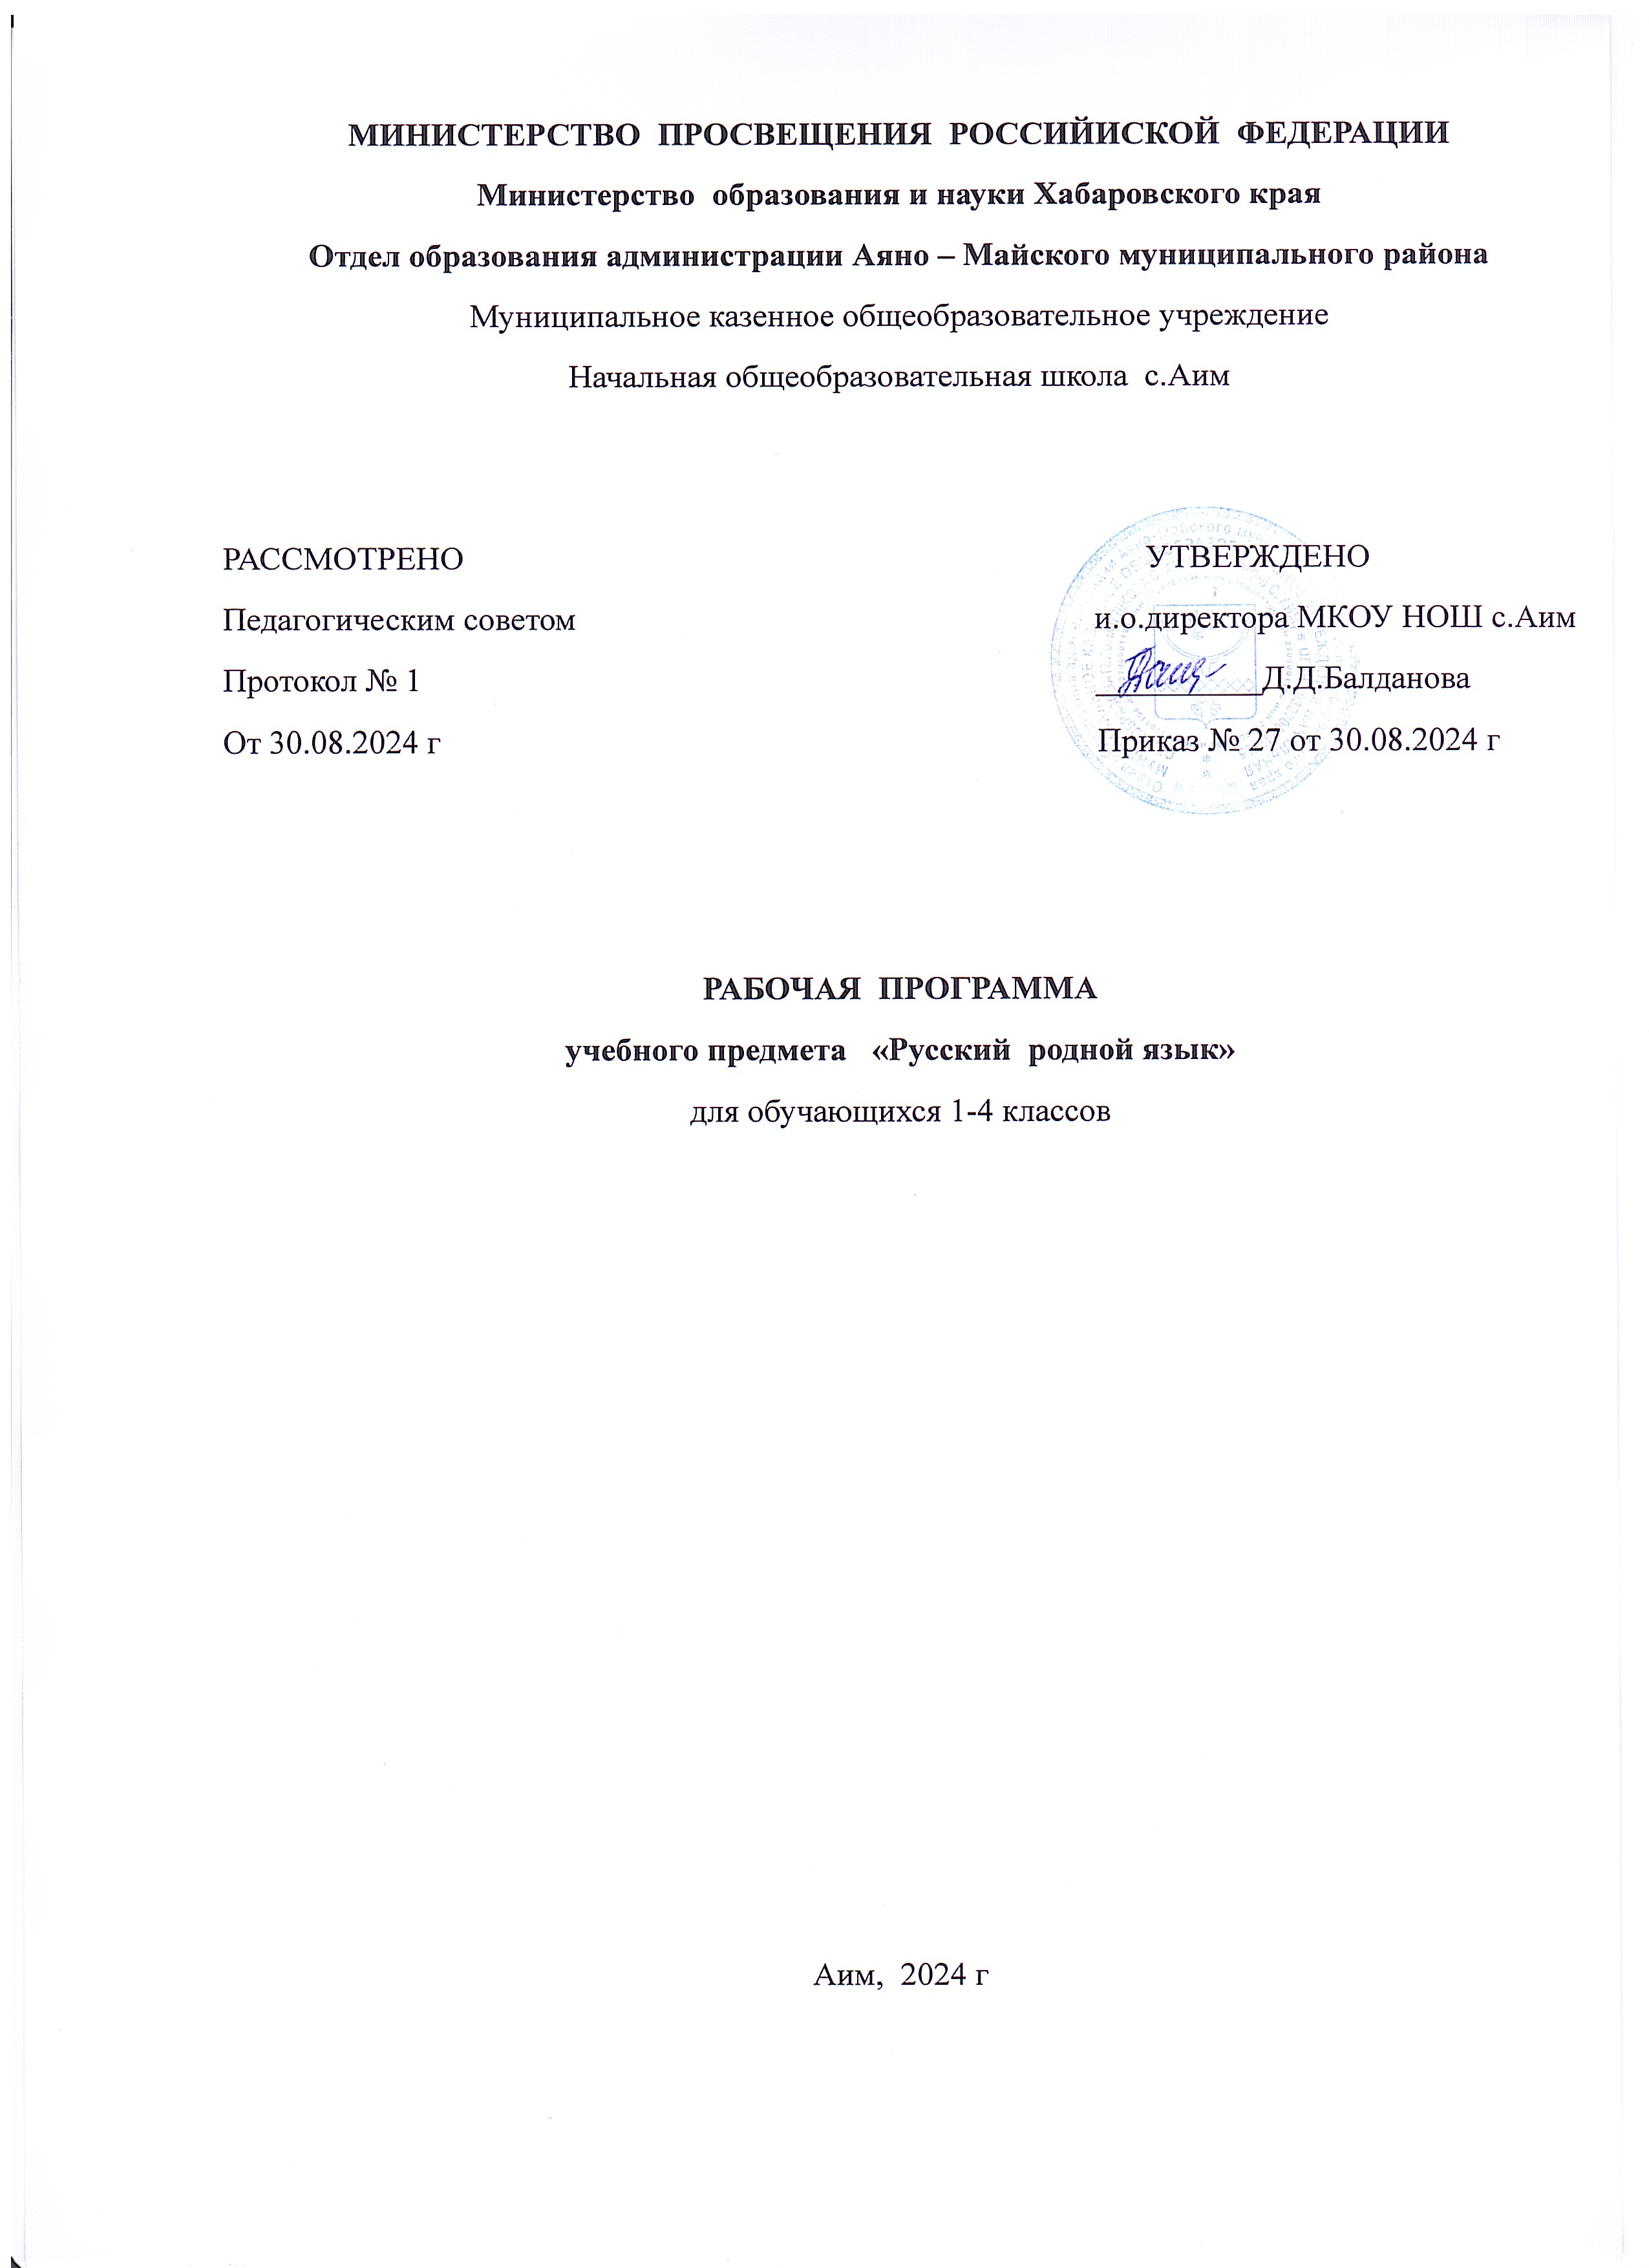 МИНИСТЕРСТВО ПРОСВЕЩЕНИЯ РОССИЙИСКОЙ ФЕДЕРАЦИИ
Министерство образования и науки Хабаровского края
Отдел образования администрации Аяно – Майского муниципального района
Муниципальное казенное общеобразовательное учреждение
Начальная общеобразовательная школа с.Аим
РАССМОТРЕНО
Педагогическим советом
Протокол № 1
От 30.08.2024 г
УТВЕРЖДЕНО
и.о.директора МКОУ НОШ с.Аим
Д.Д.Балданова
Приказ № 27 от 30.08.2024 г
РАБОЧАЯ ПРОГРАММА
учебного предмета «Русский родной язык»
для обучающихся 1-4 классов
Аим, 2024 г